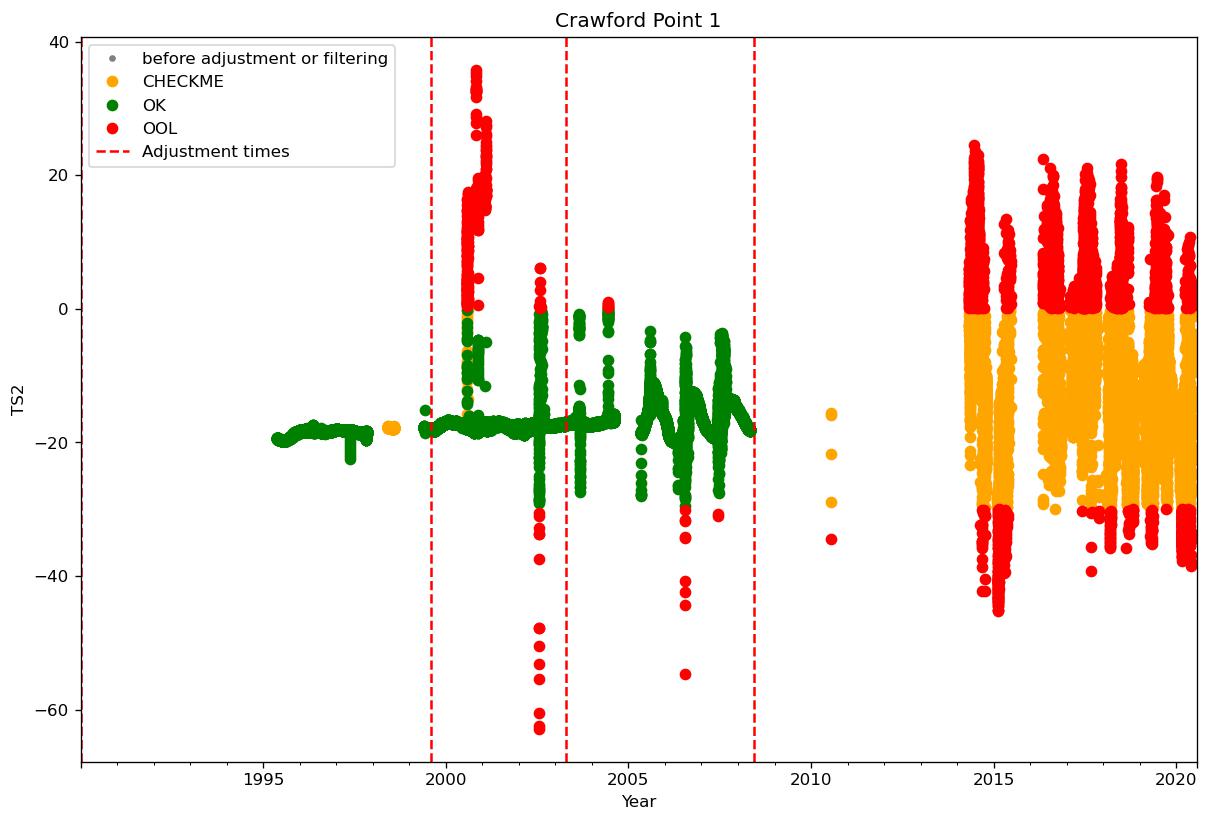 Crawford Point 1
before adjustment or filtering
CHECKME
OK
OOL
Adjustment times
TS2
40
20
0
−20
−40
−60
1995
2000
2005
2010
2015
2020
Year